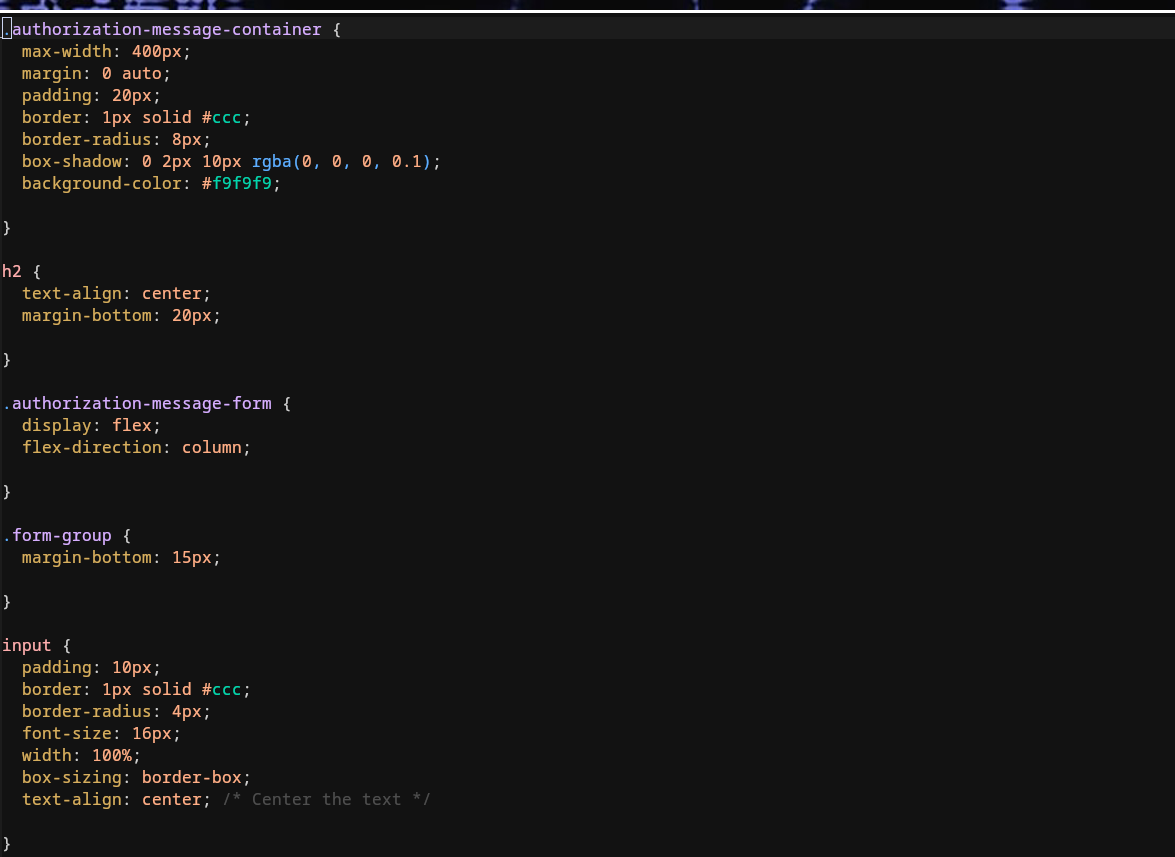 .authorization-message-container {
  max-width: 400px;
  margin: 0 auto;
  padding: 20px;
  border: 1px solid #ccc;
  border-radius: 8px;
  box-shadow: 0 2px 10px rgba(0, 0, 0, 0.1);
  background-color: #f9f9f9;

}

h2 {
  text-align: center;
  margin-bottom: 20px;

}

.authorization-message-form {
  display: flex;
  flex-direction: column;

}

.form-group {
  margin-bottom: 15px;

}

input {
  padding: 10px;
  border: 1px solid #ccc;
  border-radius: 4px;
  font-size: 16px;
  width: 100%;
  box-sizing: border-box;
  text-align: center; /* Center the text */

}